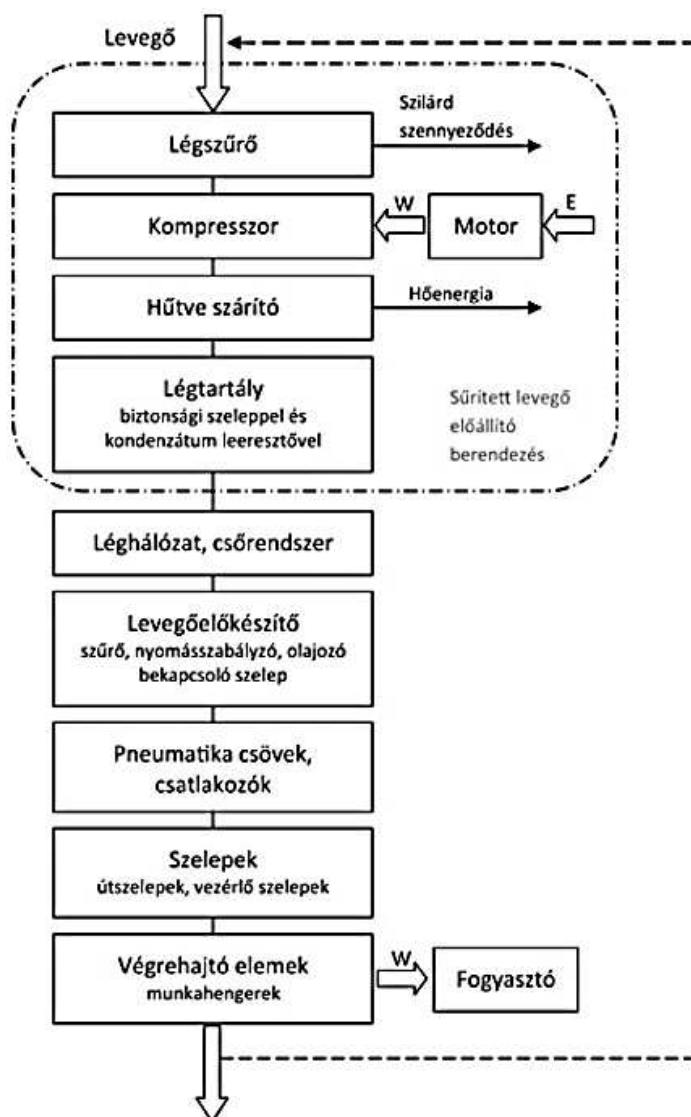 Levegő
Légszűrő
Szilárd
szennyeződés
Kompresszor
W
Motor
E
Hűtve szárító
Hőenergia
Légtartály
biztonsági szeleppel és
kondenzátum leeresztővel
Sűrített levegő
előállító
berendezés
Léghálózat, csőrendszer
Levegőelőkészítő
szűrő, nyomásszabályzó, olajozó
bekapcsoló szelep
Pneumatika csövek,
csatlakozók
Szelepek
útszelepek, vezérlő szelepek
Végrehajtó elemek
munkahengerek
W
Fogyasztó